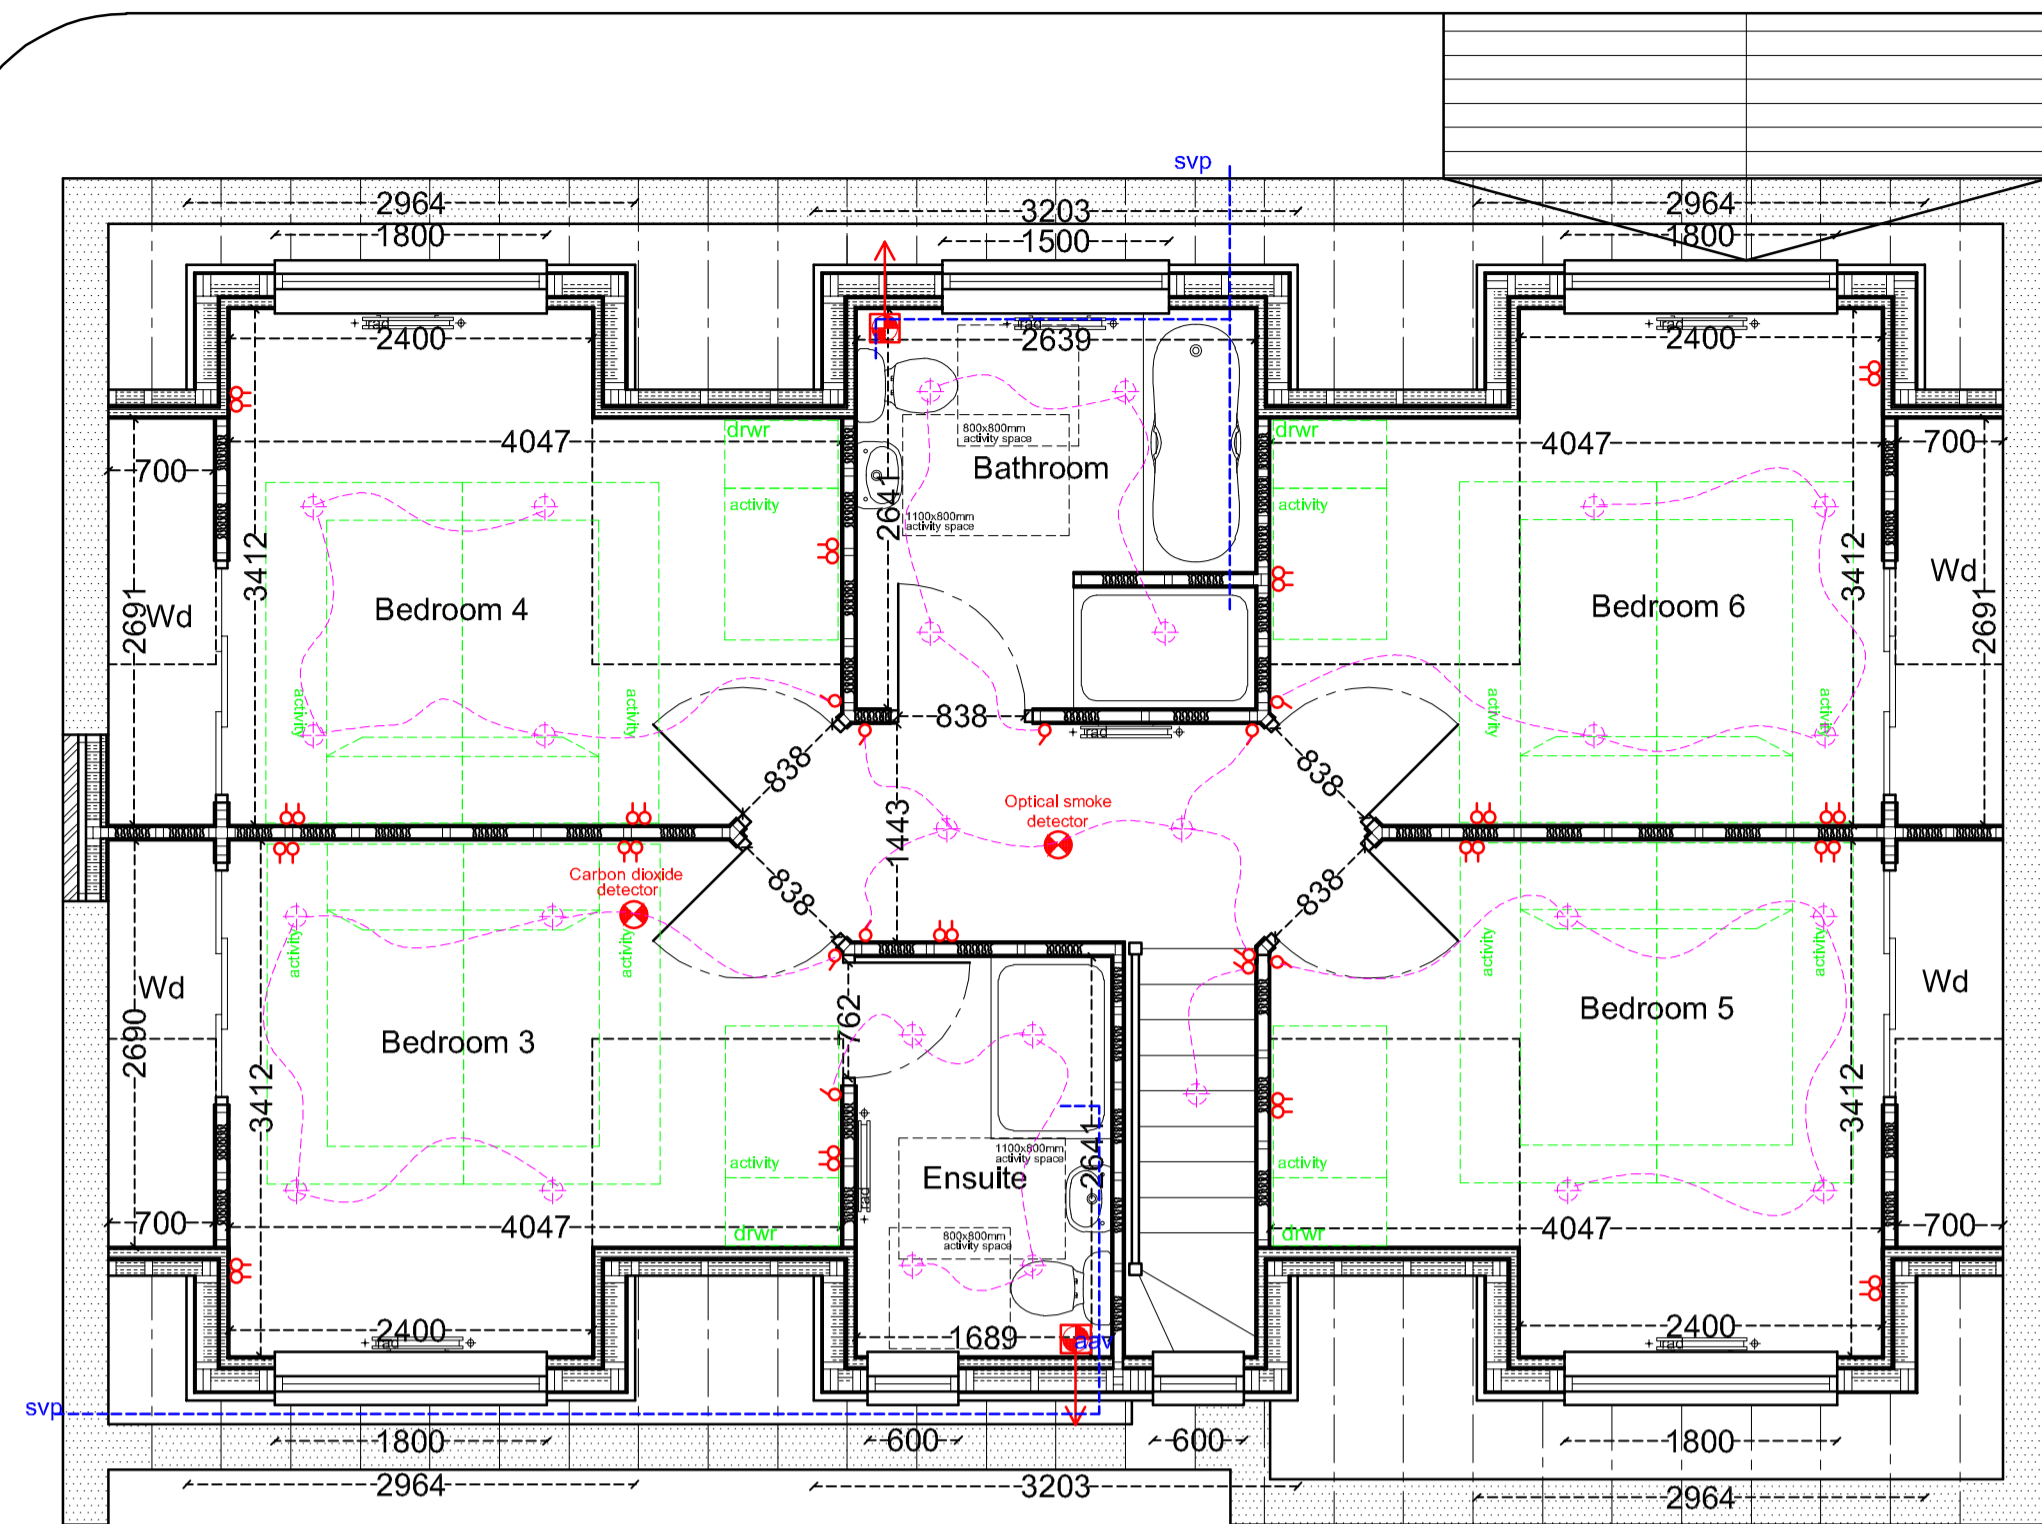 svp
2964
3203
2964
1800
1500
1800
rad
rad
rad
2400
2639
2400
drwr
4047
800x800mm
activity space
Bathroom
drwr
4047
700
700
activity
activity
2641
1100x800mm
activity space
3412
3412
2691
Wd
Bedroom 4
Bedroom 6
Wd
2691
activity
activity
activity
activity
838
rad
838
838
Optical smoke
detector
1443
Carbon dioxide
detector
838
838
activity
activity
activity
activity
Wd
Wd
2690
Bedroom 3
762
Bedroom 5
3412
3412
1100x800mm
activity space
2641
activity
Ensuite
activity
rad
700
4047
drwr
800x800mm
activity space
drwr
4047
700
2400
rad
1689
aav
2400
rad
svp
1800
600
600
1800
2964
3203
2964